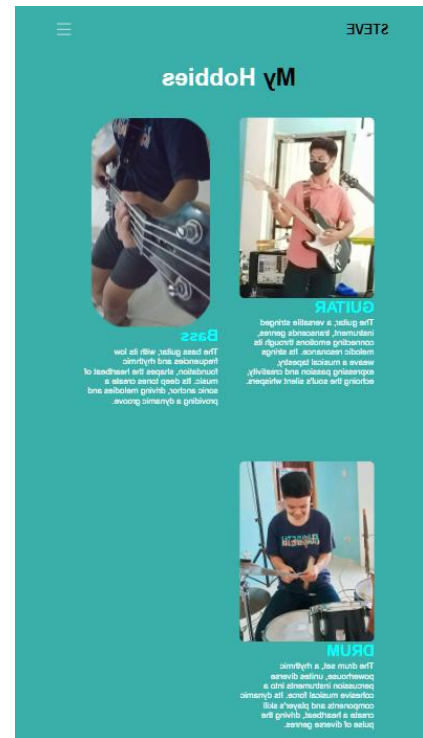 STEVE
My Hobbies
GUITAR
The guitar, a versatile stringed
instrument, transcends genres,
connecting emotions through its
melodic resonance. Its strings
weave a musical tapestry,
expressing passion and creativity,
echoing the soul's silent whispers.
Bass
The bass guitar, with its low
frequencies and rhythmic
foundation, shapes the heartbeat of
music. Its deep tones create a
sonic anchor, driving melodies and
providing a dynamic groove.
DRUM
The drum set, a rhythmic
powerhouse, unites diverse
percussion instruments into a
cohesive musical force. Its dynamic
components and player's skill
create a heartbeat, driving the
pulse of diverse genres.